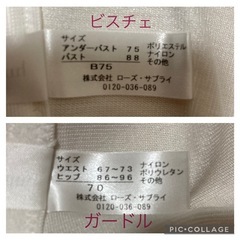 ビスチェ
サイズ
アンダーバスト 75 ポリエステル
バスト 88 ナイロン
B75 その他
株式会社 ローズ・サプライ
0120-036-089
サイズ ナイロン
ウエスト 67〜73 ポリウレタン
ヒップ 86〜96 その他
70
株式会社 ローズ・サプライ
0120-036-089
ガードル
PIC•COLLAGE